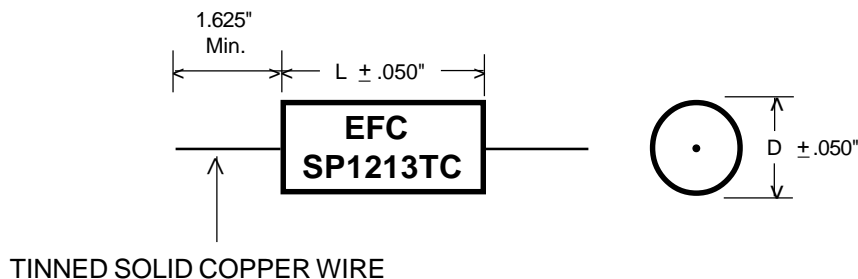 1.625"
Min.
L ± .050"
EFC
SP1213TC
D ± .050"
TINNED SOLID COPPER WIRE